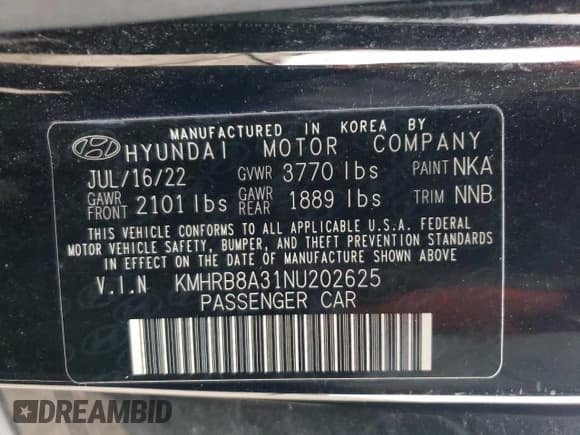 MANUFACTURED IN KOREA BY
HYUNDAI MOTOR COMPANY
JUL/16/22 GVWR 3770 lbs PAINT NKA
GAWR FRONT 2101 lbs GAWR REAR 1889 lbs TRIM NNB
THIS VEHICLE CONFORMS TO ALL APPLICABLE U.S.A. FEDERAL
MOTOR VEHICLE SAFETY, BUMPER, AND THEFT PREVENTION STANDARDS
IN EFFECT ON THE DATE OF MANUFACTURE SHOWN ABOVE
V.I.N KMHRB8A31NU202625
PASSENGER CAR
DREAMBID